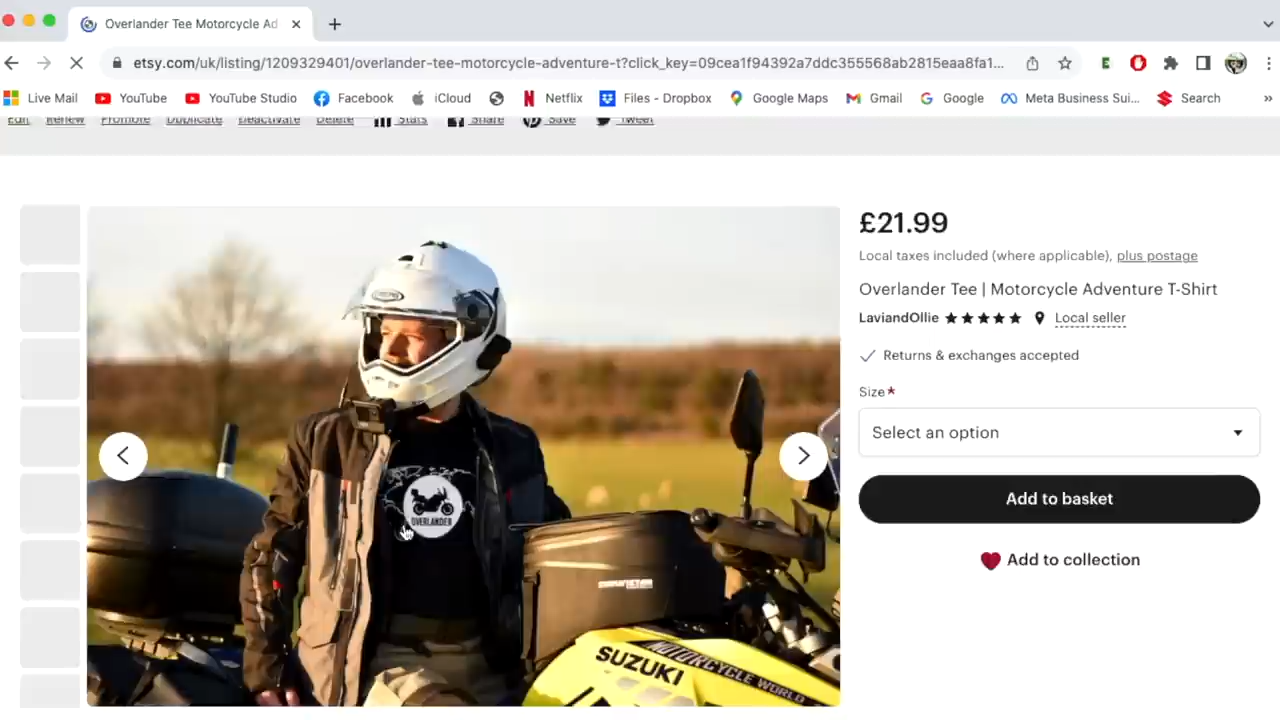 Overlander Tee Motorcycle Ad
etsy.com/uk/listing/1209329401/overlander-tee-motorcycle-adventure-t?click_key=09cea1f94392a7ddc355568ab2815eaa8fa1...
Live Mail YouTube YouTube Studio Facebook iCloud Netflix Files - Dropbox Google Maps Gmail Google Meta Business Sui... Search »
Edit Renew Promote Duplicate Deactivate Delete Stats Share Save Tweet
£21.99
Local taxes included (where applicable), plus postage
Overlander Tee | Motorcycle Adventure T-Shirt
LaviandOllie Local seller
Returns & exchanges accepted
Size*
Select an option
Add to basket
Add to collection
OVERLANDER
SUZUKI
MOTORCYCLE WORLD